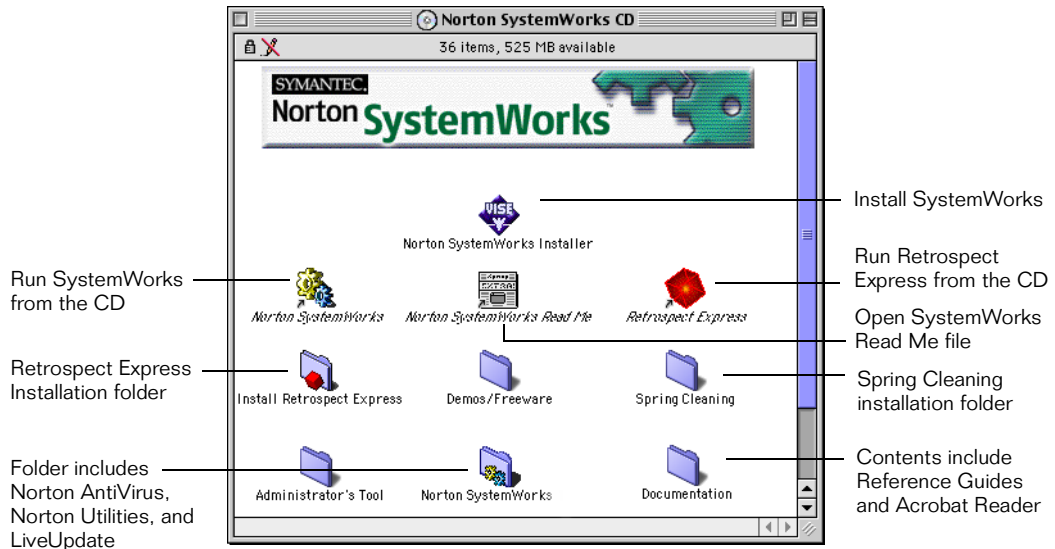 Norton SystemWorks CD
36 items, 525 MB available
SYMANTEC.
Norton SystemWorks™
VISE
Norton SystemWorks Installer
Install SystemWorks
Run SystemWorks
from the CD
EXTRA!
Norton SystemWorks
Norton SystemWorks Read Me
Retrospect Express
Run Retrospect
Express from the CD
Open SystemWorks
Read Me file
Retrospect Express
Installation folder
Install Retrospect Express
Demos/Freeware
Spring Cleaning
Spring Cleaning
installation folder
Folder includes
Norton AntiVirus,
Norton Utilities, and
LiveUpdate
Administrator's Tool
Norton SystemWorks
Documentation
Contents include
Reference Guides
and Acrobat Reader